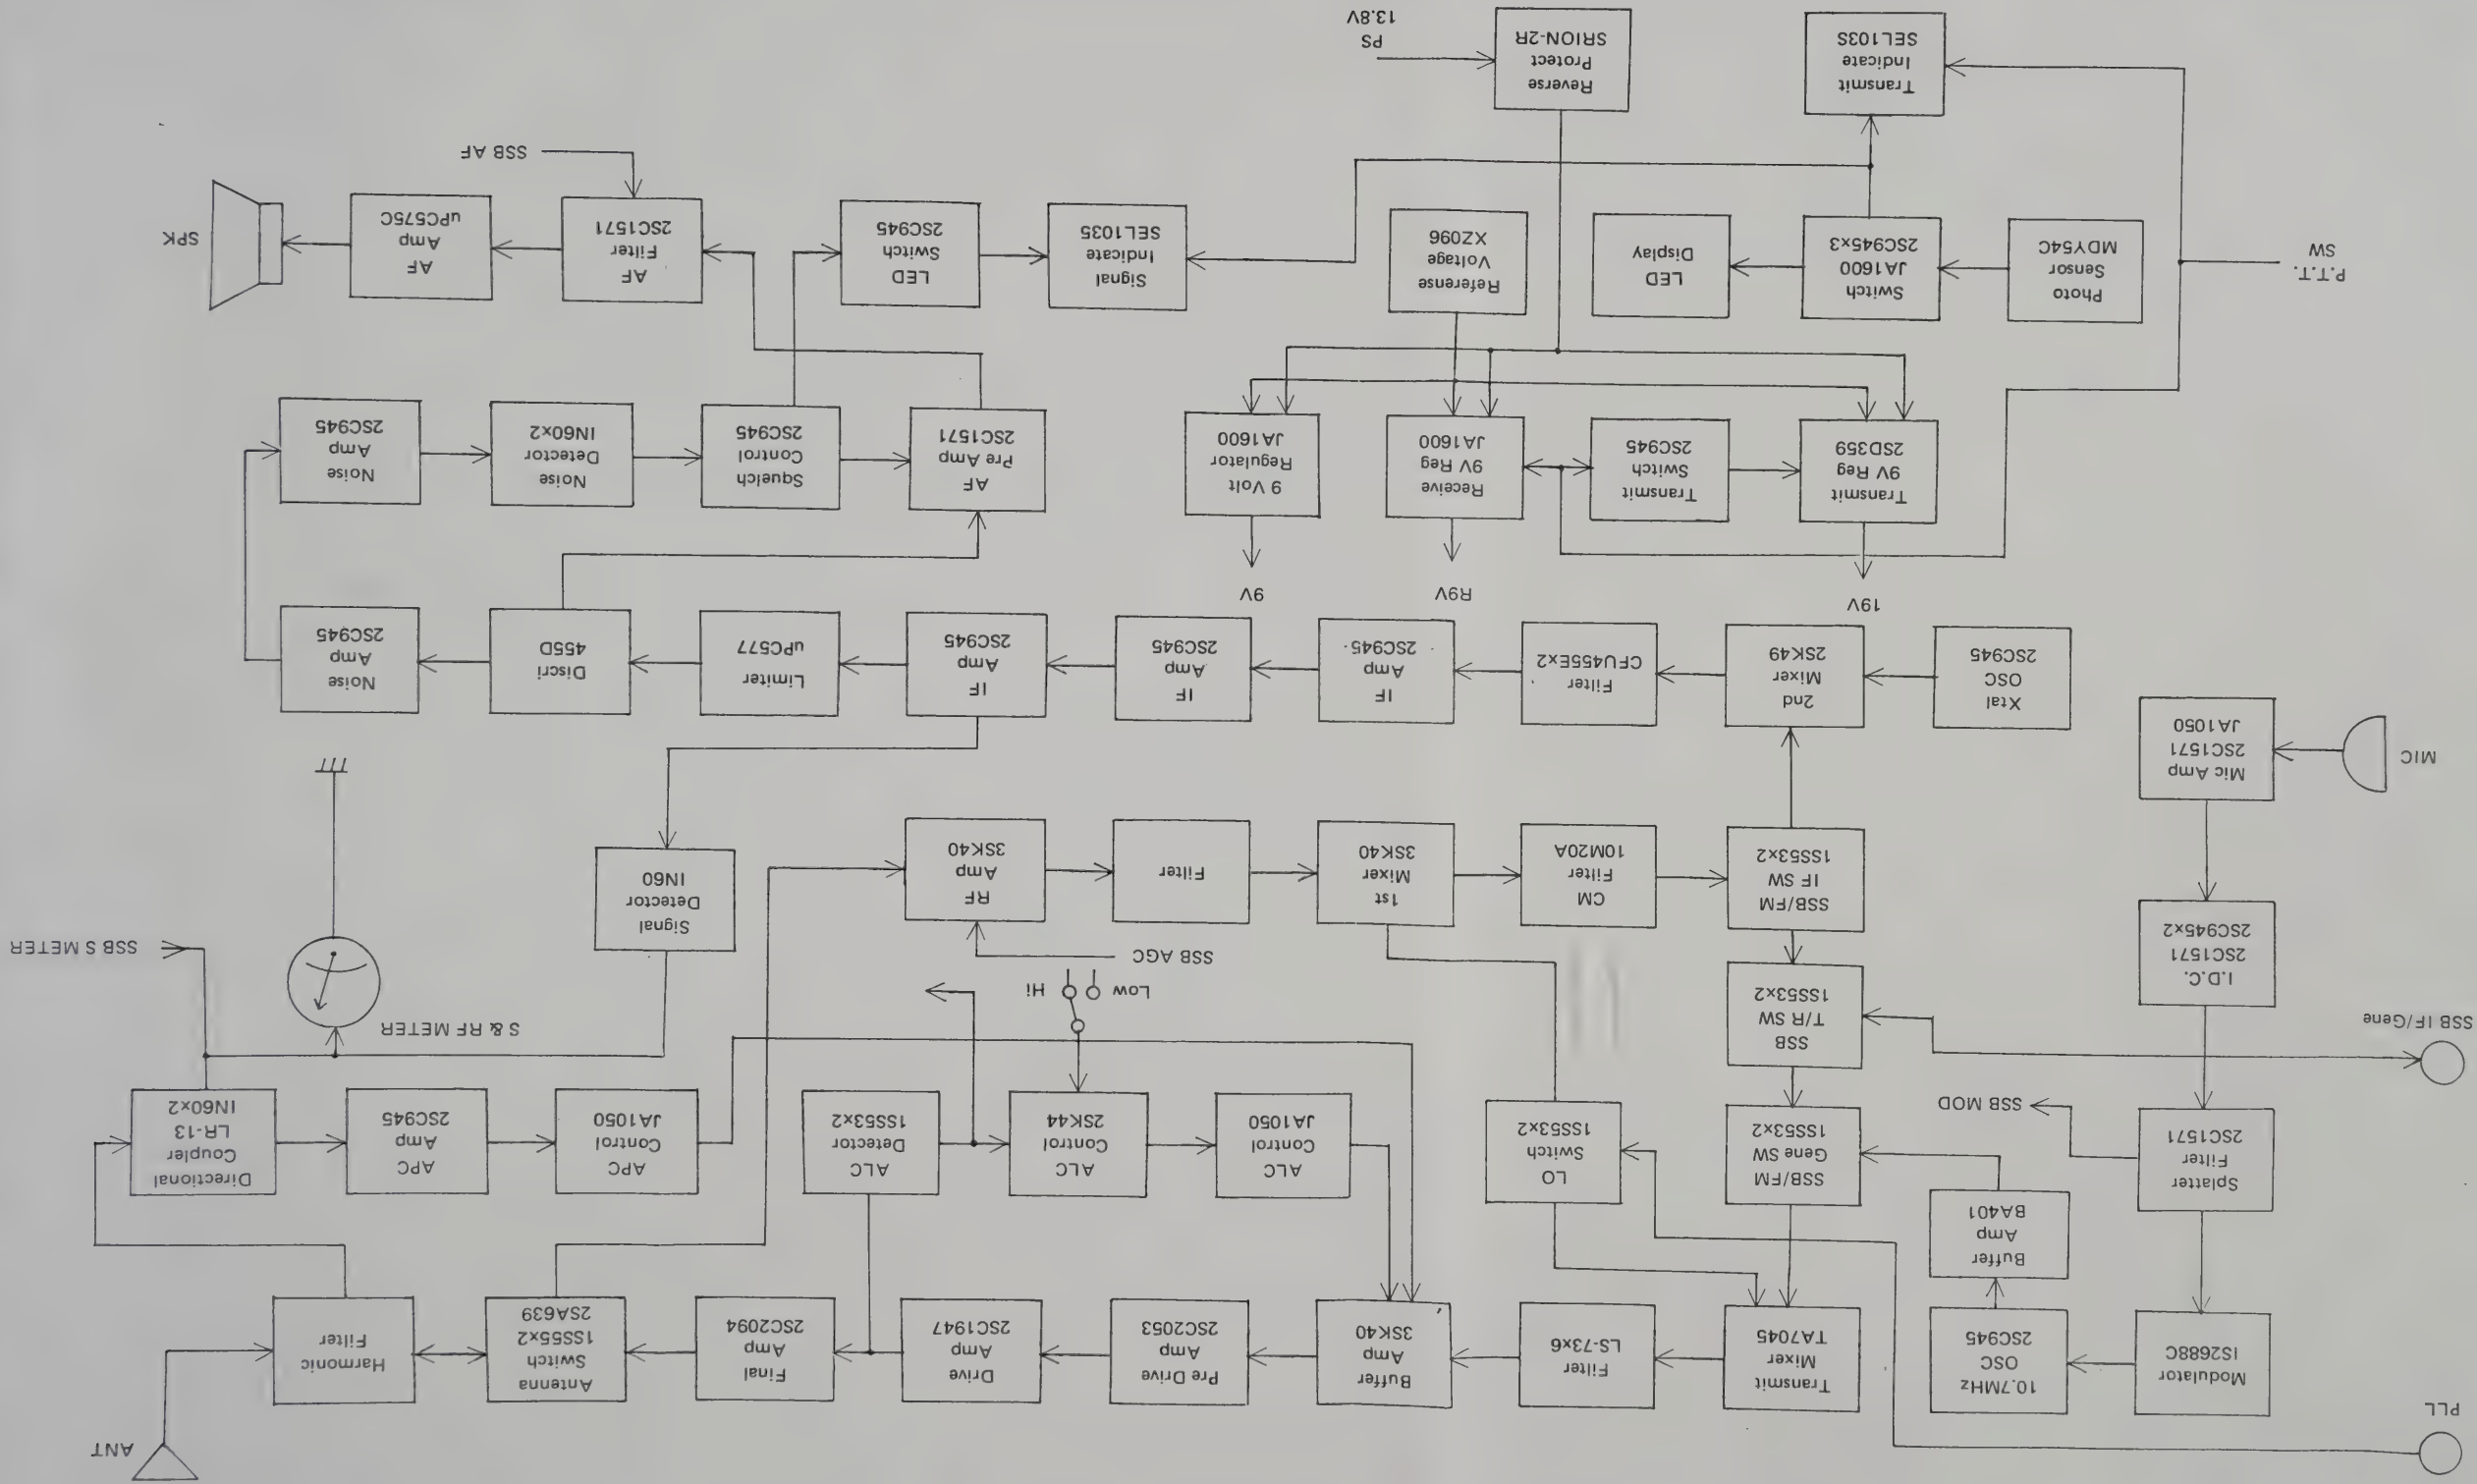 PLL
Modulator
IS2688C
10.7MHz
OSC
2SC945
Transmit
Mixer
TA7045
Filter
LS-73x6
Buffer
Amp
3SK40
Pre Drive
Amp
2SC2053
Drive
Amp
2SC1947
Final
Amp
2SC2094
Antenna
Switch
1SS55x2
2SA639
Harmonic
Filter
ANT
Splatter
Filter
2SC1571
SSB MOD
Buffer
Amp
BA401
SSB/FM
Gene SW
1SS53x2
LO
Switch
1SS53x2
ALC
Control
JA1050
ALC
Control
2SK44
ALC
Detector
1SS53x2
APC
Control
JA1050
APC
Amp
2SC945
Directional
Coupler
LR-13
IN60x2
SSB IF/Gene
I.D.C.
2SC1571
2SC945x2
SSB
T/R SW
1SS53x2
Low
Hi
S & RF METER
SSB S METER
SSB AGC
MIC
Mic Amp
2SC1571
JA1050
SSB/FM
IF SW
1SS53x2
CM
Filter
10M20A
1st
Mixer
3SK40
Filter
RF
Amp
3SK40
Signal
Detector
IN60
Xtal
OSC
2SC945
2nd
Mixer
2SK49
Filter
CFU455Ex2
IF
Amp
2SC945
IF
Amp
2SC945
IF
Amp
2SC945
Limiter
uPC577
Discri
455D
Noise
Amp
2SC945
19V
R9V
9V
Transmit
9V Reg
2SD359
Transmit
Switch
2SC945
Receive
9V Reg
JA1600
9 Volt
Regulator
JA1600
AF
Pre Amp
2SC1571
Squelch
Control
2SC945
Noise
Detector
IN60x2
Noise
Amp
2SC945
P.T.T.
SW
Photo
Sensor
MDY54C
Switch
JA1600
2SC945x3
LED
Display
Referense
Voltage
XZ096
Signal
Indicate
SEL1035
LED
Switch
2SC945
AF
Filter
2SC1571
AF
Amp
uPC575C
SPK
SSB AF
Transmit
Indicate
SEL103S
Reverse
Protect
SRION-2R
PS
13.8V